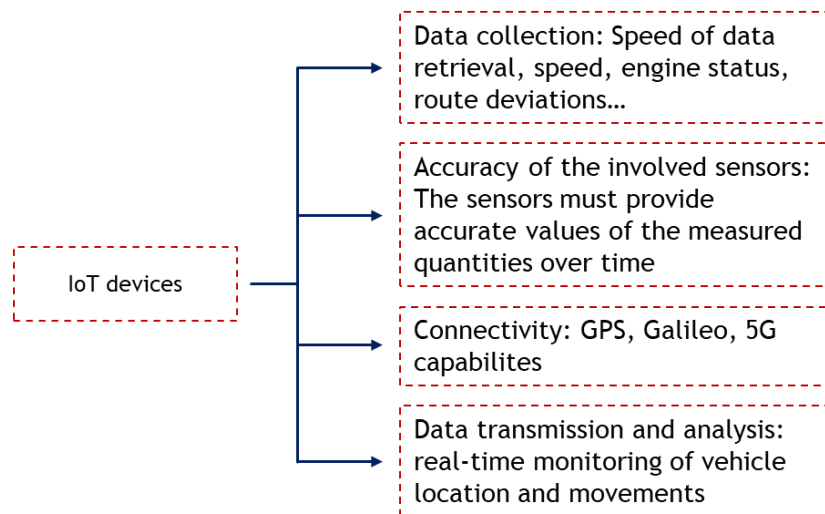 Data collection: Speed of data
retrieval, speed, engine status,
route deviations…
Accuracy of the involved sensors:
The sensors must provide
accurate values of the measured
quantities over time
IoT devices
Connectivity: GPS, Galileo, 5G
capabilites
Data transmission and analysis:
real-time monitoring of vehicle
location and movements